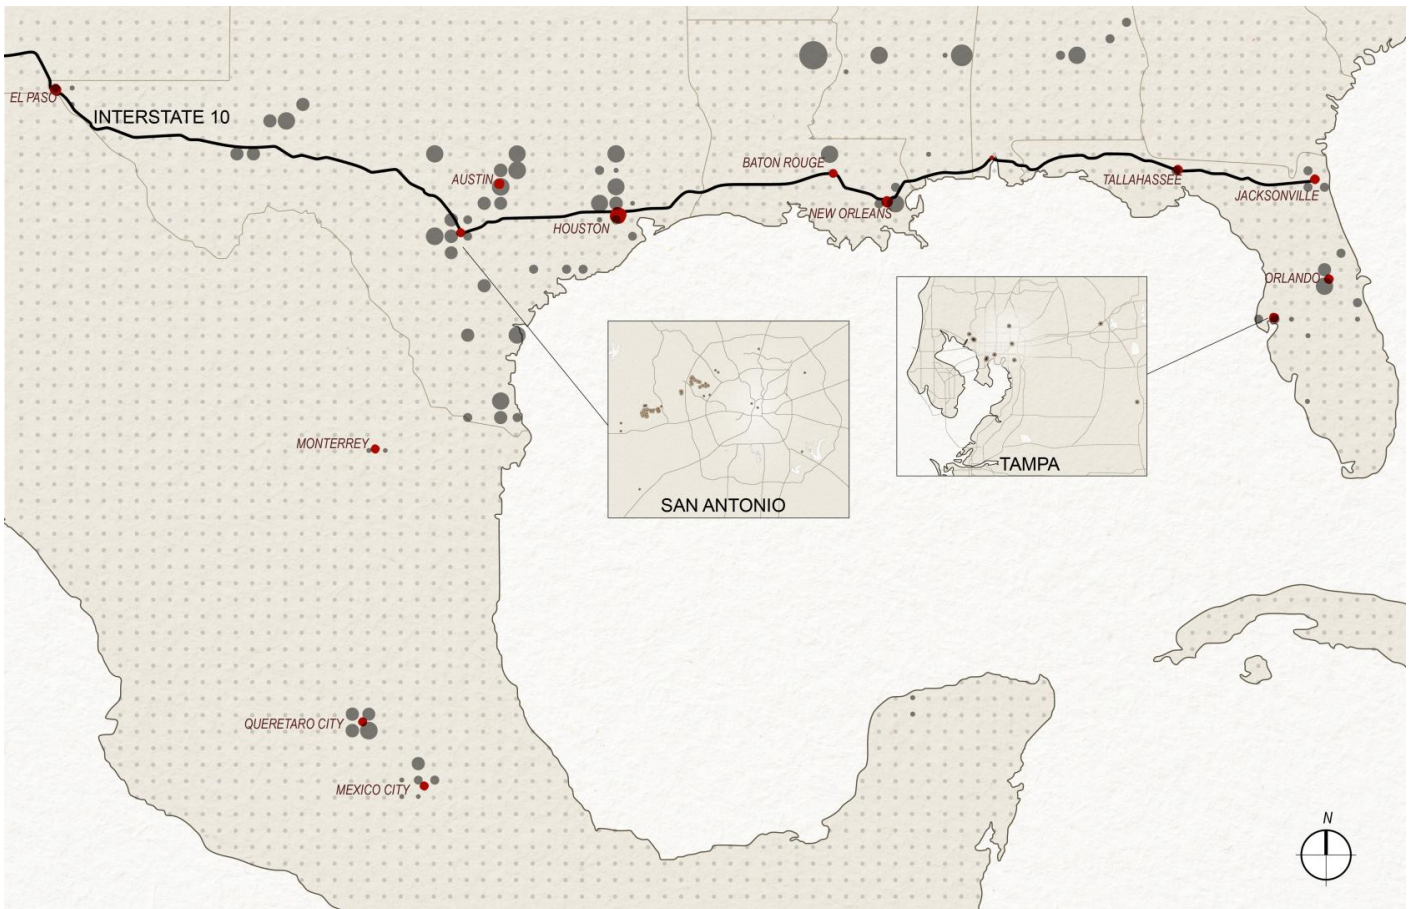 EL PASO
INTERSTATE 10
AUSTIN
BATON ROUGE
TALLAHASSEE
JACKSONVILLE
NEW ORLEANS
HOUSTON
ORLANDO
MONTERREY
TAMPA
SAN ANTONIO
QUERETARO CITY
MEXICO CITY
N